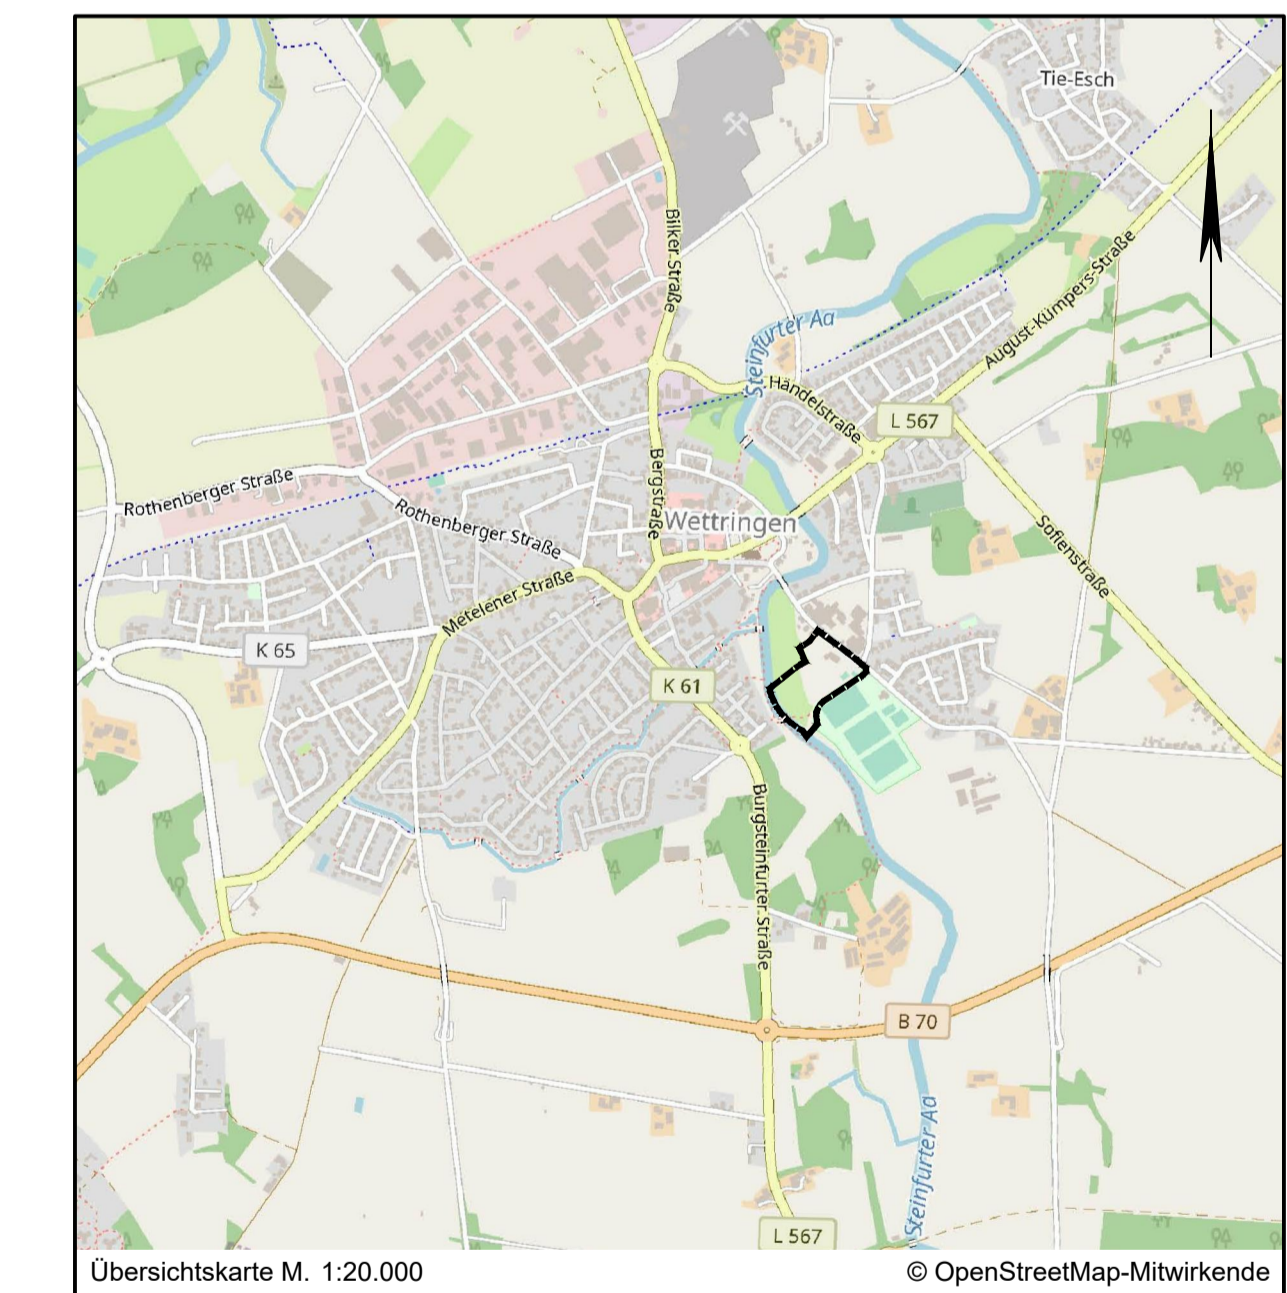 Tie-Esch
Bilker Straße
August-Kümpers-Straße
Steinfurter Aa
Händelstraße
L 567
Rothenberger Straße
Rothenberger Straße
Bergstraße
Wettringen
Sofienstraße
Metelener Straße
K 65
K 61
Burgsteinfurter Straße
B 70
Steinfurter Aa
L 567
Übersichtskarte M. 1:20.000
© OpenStreetMap-Mitwirkende